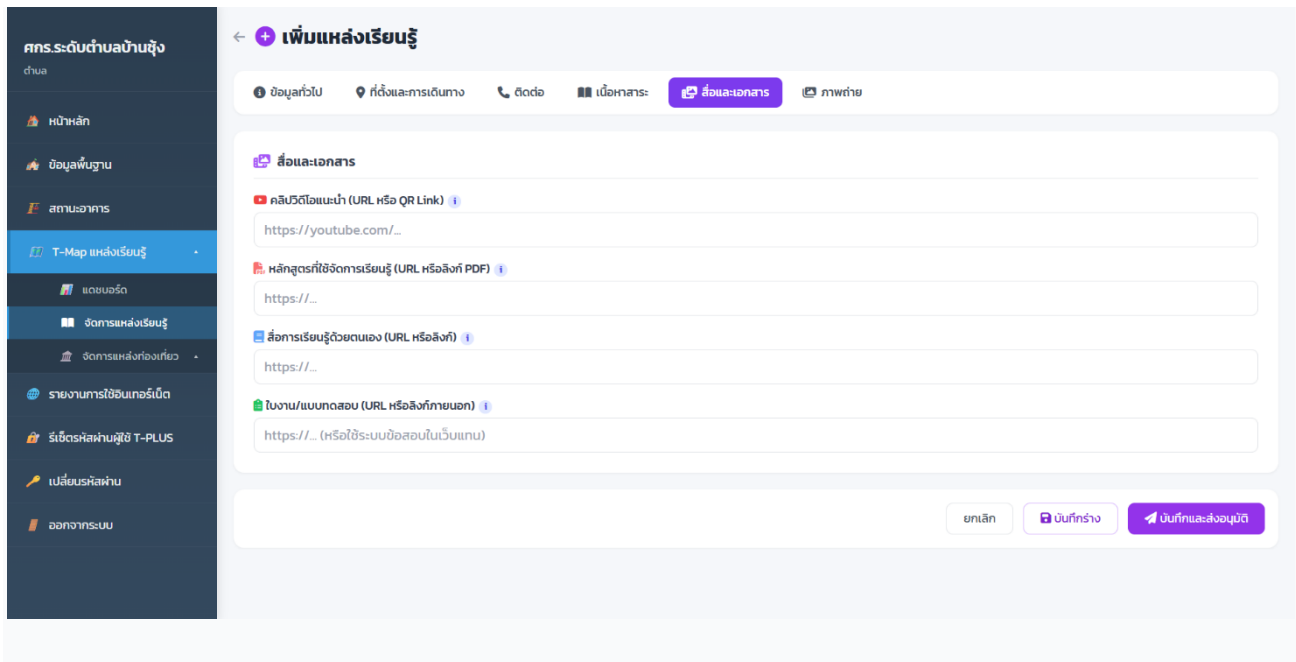 ศกร.ระดับตำบลบ้านชุ้ง
ตำบล
หน้าหลัก
ข้อมูลพื้นฐาน
สถานะอาคาร
T-Map แหล่งเรียนรู้
แดชบอร์ด
จัดการแหล่งเรียนรู้
จัดการแหล่งท่องเที่ยว
รายงานการใช้อินเทอร์เน็ต
รีเซ็ตรหัสผ่านผู้ใช้ T-PLUS
เปลี่ยนรหัสผ่าน
ออกจากระบบ
เพิ่มแหล่งเรียนรู้
ข้อมูลทั่วไป ที่ตั้งและการเดินทาง ติดต่อ เนื้อหาสาระ สื่อและเอกสาร ภาพถ่าย
สื่อและเอกสาร
คลิปวิดีโอแนะนำ (URL หรือ QR Link) i
https://youtube.com/...
หลักสูตรที่ใช้จัดการเรียนรู้ (URL หรือลิงก์ PDF) i
https://...
สื่อการเรียนรู้ด้วยตนเอง (URL หรือลิงก์) i
https://...
ใบงาน/แบบทดสอบ (URL หรือลิงก์ภายนอก) i
https://... (หรือใช้ระบบข้อสอบในเว็บแทน)
ยกเลิก บันทึกร่าง บันทึกและส่งอนุมัติ